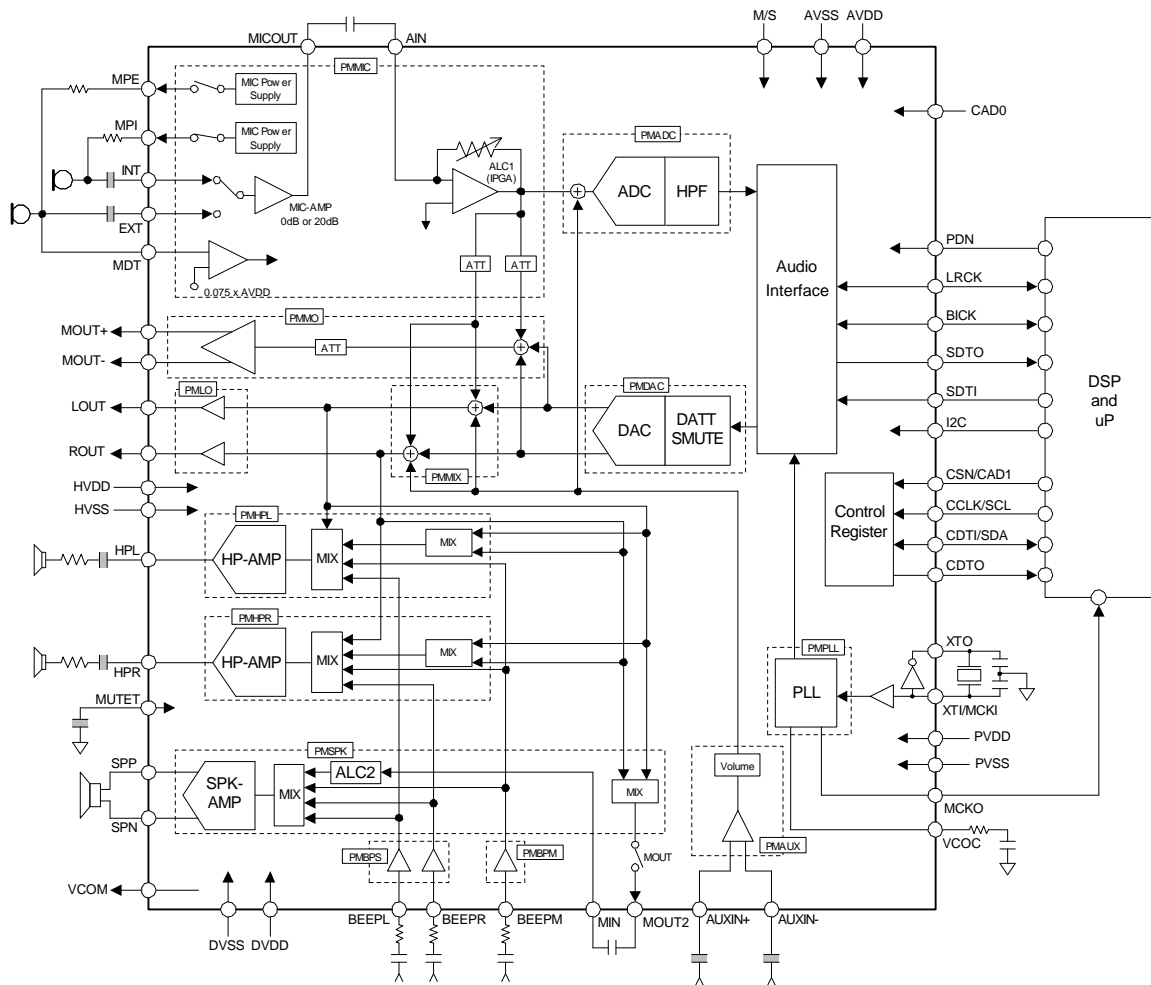 M/S AVSS AVDD
MICOUT AIN
PMMIC
MPE
MIC Power
Supply
MPI
MIC Power
Supply
CAD0
INT
EXT
MIC-AMP
0dB or 20dB
ALC1
(IPGA)
MDT
0.075 x AVDD
ATT ATT
PMADC
ADC HPF
Audio
Interface
PDN
LRCK
BICK
SDTO
SDTI
I2C
DSP
and
uP
PMMO
MOUT+
MOUT-
ATT
PMLO
LOUT
ROUT
PMMIX
PMDAC
DAC DATT
SMUTE
HVDD
HVSS
CSN/CAD1
CCLK/SCL
CDTI/SDA
CDTO
Control
Register
PMHPL
HPL
HP-AMP MIX MIX
PMHPR
HPR
HP-AMP MIX MIX
MUTET
PMPLL
PLL
XTO
XTI/MCKI
PVDD
PVSS
MCKO
VCOC
PMSPK
SPP
SPN
SPK-
AMP
MIX
ALC2
MIX
MOUT
Volume
PMAUX
PMBPS
PMBPM
VCOM
DVSS DVDD
BEEPL BEEPR BEEPM MIN MOUT2 AUXIN+ AUXIN-